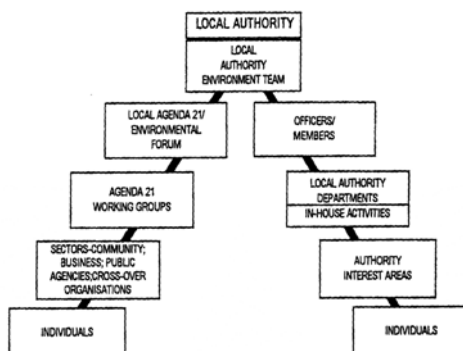 LOCAL AUTHORITY
LOCAL
AUTHORITY
ENVIRONMENT TEAM
LOCAL AGENDA 21/
ENVIRONMENTAL
FORUM
OFFICERS/
MEMBERS
AGENDA 21
WORKING GROUPS
LOCAL AUTHORITY
DEPARTMENTS
IN-HOUSE ACTIVITIES
SECTORS-COMMUNITY;
BUSINESS; PUBLIC
AGENCIES;CROSS-OVER
ORGANISATIONS
AUTHORITY
INTEREST AREAS
INDIVIDUALS
INDIVIDUALS